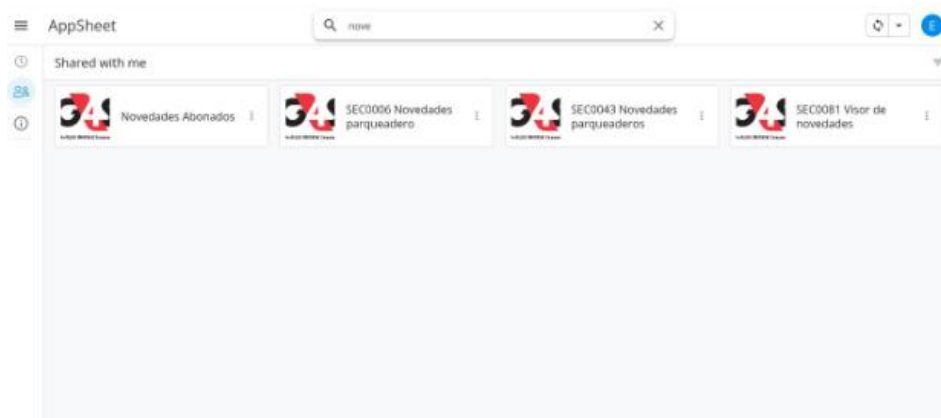 AppSheet
nove
E
Shared with me
Novedades Abonados
SEC0006 Novedades
parqueadero
SEC0043 Novedades
parqueaderos
SEC0081 Visor de
novedades